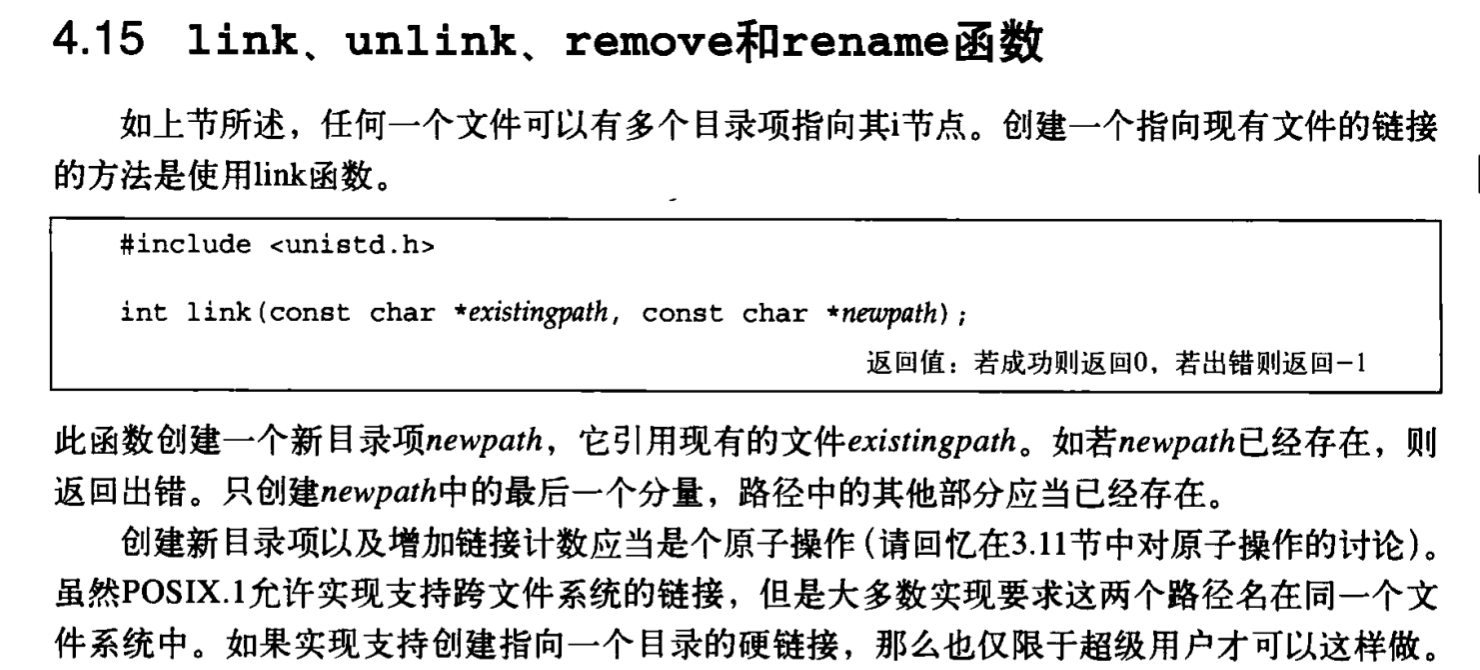 4.15 link、unlink、remove和rename函数
如上节所述，任何一个文件可以有多个目录项指向其i节点。创建一个指向现有文件的链接
的方法是使用link函数。
#include <unistd.h>
int link(const char *existingpath, const char *newpath);
返回值：若成功则返回0，若出错则返回-1
此函数创建一个新目录项newpath，它引用现有的文件existingpath。如若newpath已经存在，则
返回出错。只创建newpath中的最后一个分量，路径中的其他部分应当已经存在。
创建新目录项以及增加链接计数应当是个原子操作（请回忆在3.11节中对原子操作的讨论）。
虽然POSIX.1允许实现支持跨文件系统的链接，但是大多数实现要求这两个路径名在同一个文
件系统中。如果实现支持创建指向一个目录的硬链接，那么也仅限于超级用户才可以这样做。